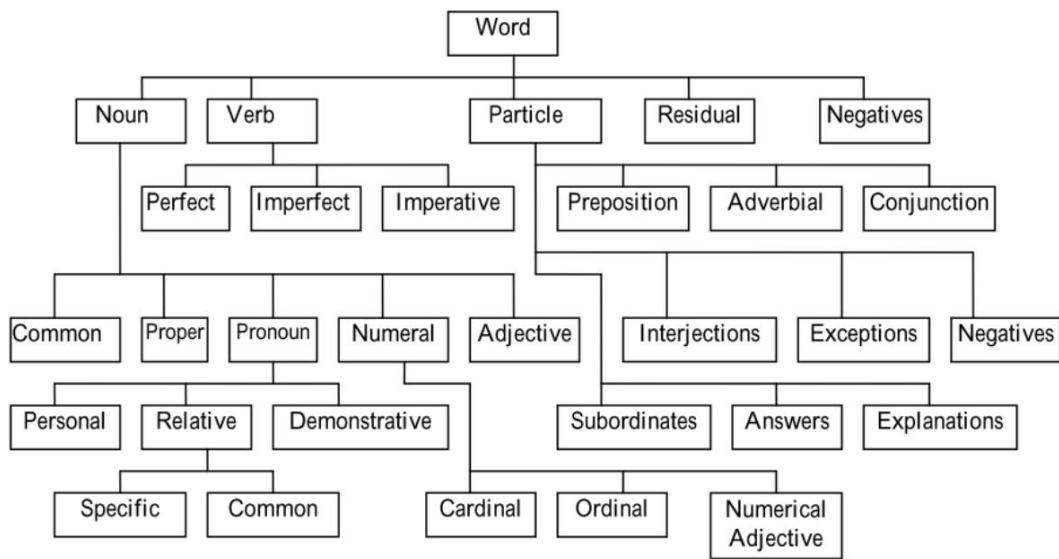 Word
Noun Verb Particle Residual Negatives
Perfect Imperfect Imperative Preposition Adverbial Conjunction
Common Proper Pronoun Numeral Adjective Interjections Exceptions Negatives
Personal Relative Demonstrative Subordinates Answers Explanations
Specific Common Cardinal Ordinal Numerical
Adjective